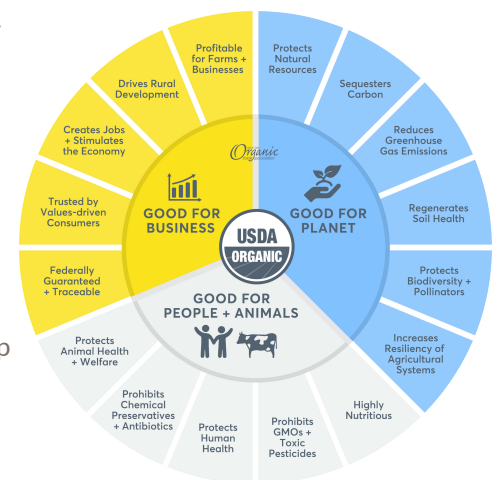 Profitable
for Farms +
Businesses
Protects
Natural
Resources
Drives Rural
Development
Sequesters
Carbon
Creates Jobs
+ Stimulates
the Economy
Reduces
Greenhouse
Gas Emissions
Organic
GOOD FOR
BUSINESS
GOOD FOR
PLANET
Trusted by
Values-driven
Consumers
Regenerates
Soil Health
USDA
ORGANIC
Federally
Guaranteed
+ Traceable
Protects
Biodiversity +
Pollinators
GOOD FOR
PEOPLE + ANIMALS
Protects
Animal Health
+ Welfare
Increases
Resiliency of
Agricultural
Systems
p
Prohibits
Chemical
Preservatives
+ Antibiotics
Protects
Human
Health
Prohibits
GMOs +
Toxic
Pesticides
Highly
Nutritious